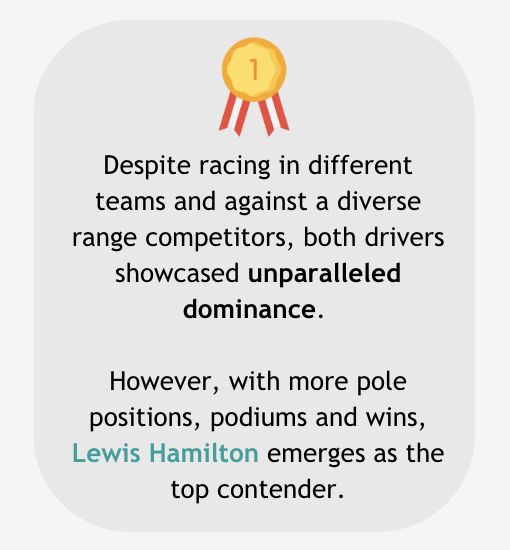 1
Despite racing in different
teams and against a diverse
range competitors, both drivers
showcased unparalleled
dominance.
However, with more pole
positions, podiums and wins,
Lewis Hamilton emerges as the
top contender.